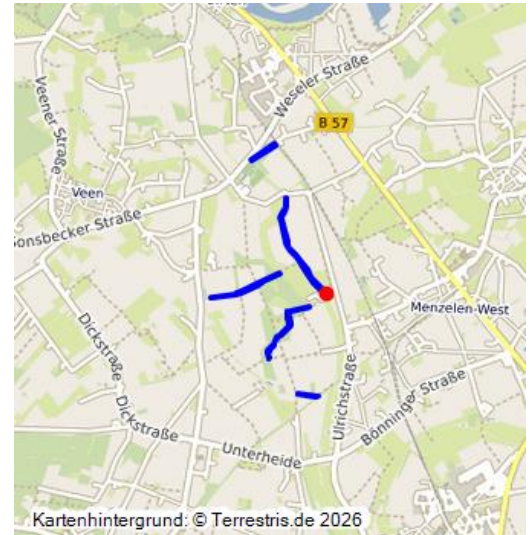 Weseler Straße
B 57
Veener Straße
Veen
Sonsbecker Straße
Menzelen-West
Dickstraße
Dickstraße
Ulrichstraße
Bönninger Straße
Unterheide
Kartenhintergrund: © Terrestris.de 2026